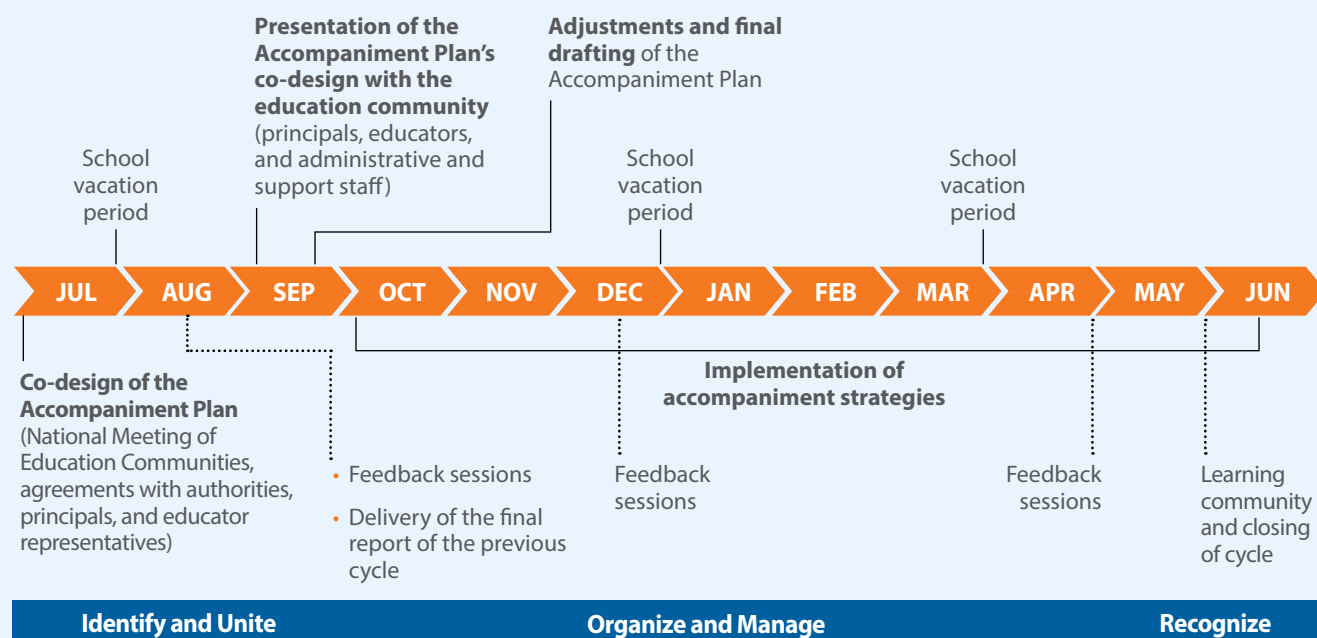 Presentation of the
Accompaniment Plan’s
co-design with the
education community
(principals, educators,
and administrative and
support staff)
Adjustments and final
drafting of the
Accompaniment Plan
School
vacation
period
School
vacation
period
School
vacation
period
JUL
AUG
SEP
OCT
NOV
DEC
JAN
FEB
MAR
APR
MAY
JUN
Co-design of the
Accompaniment Plan
(National Meeting of
Education Communities,
agreements with authorities,
principals, and educator
representatives)
Implementation of
accompaniment strategies
• Feedback sessions
• Delivery of the final
report of the previous
cycle
Feedback
sessions
Feedback
sessions
Learning
community
and closing
of cycle
Identify and Unite
Organize and Manage
Recognize